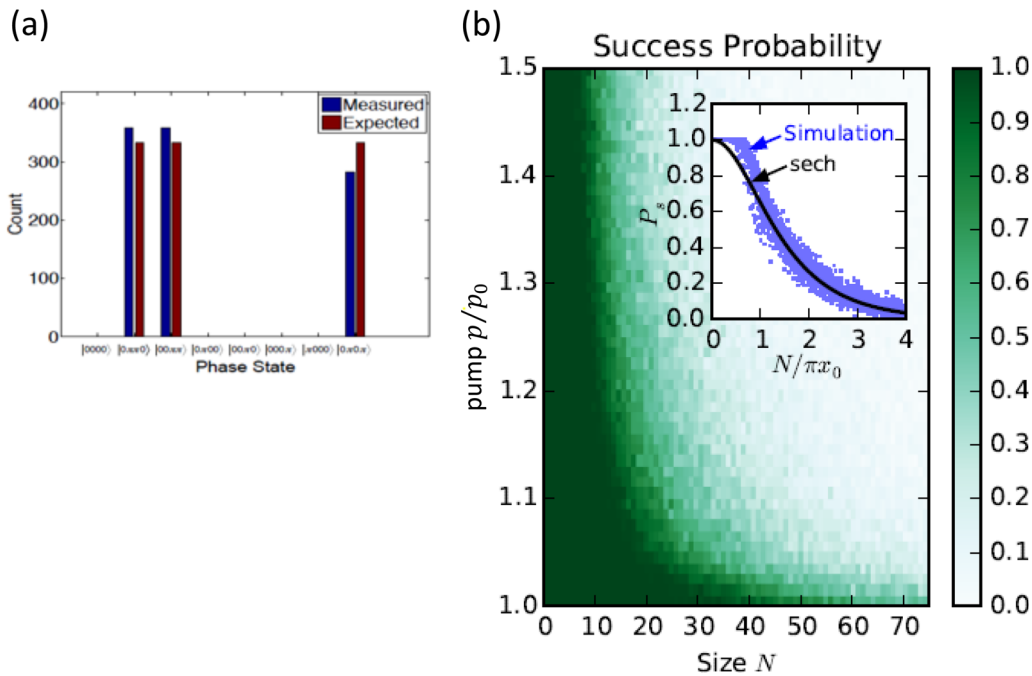 (a)
400
300
200
100
0
Count
Measured
Expected
|0000⟩ |0ππ0⟩ |00ππ⟩ |0π00⟩ |00π0⟩ |000π⟩ |π000⟩ |0π0π⟩
Phase State
(b)
Success Probability
1.5
1.4
1.3
1.2
1.1
1.0
pump p/p₀
0 10 20 30 40 50 60 70
Size N
1.2
1.0
0.8
0.6
0.4
0.2
0.0
Pₛ
Simulation
sech
0 1 2 3 4
N/πx₀
1.0
0.9
0.8
0.7
0.6
0.5
0.4
0.3
0.2
0.1
0.0